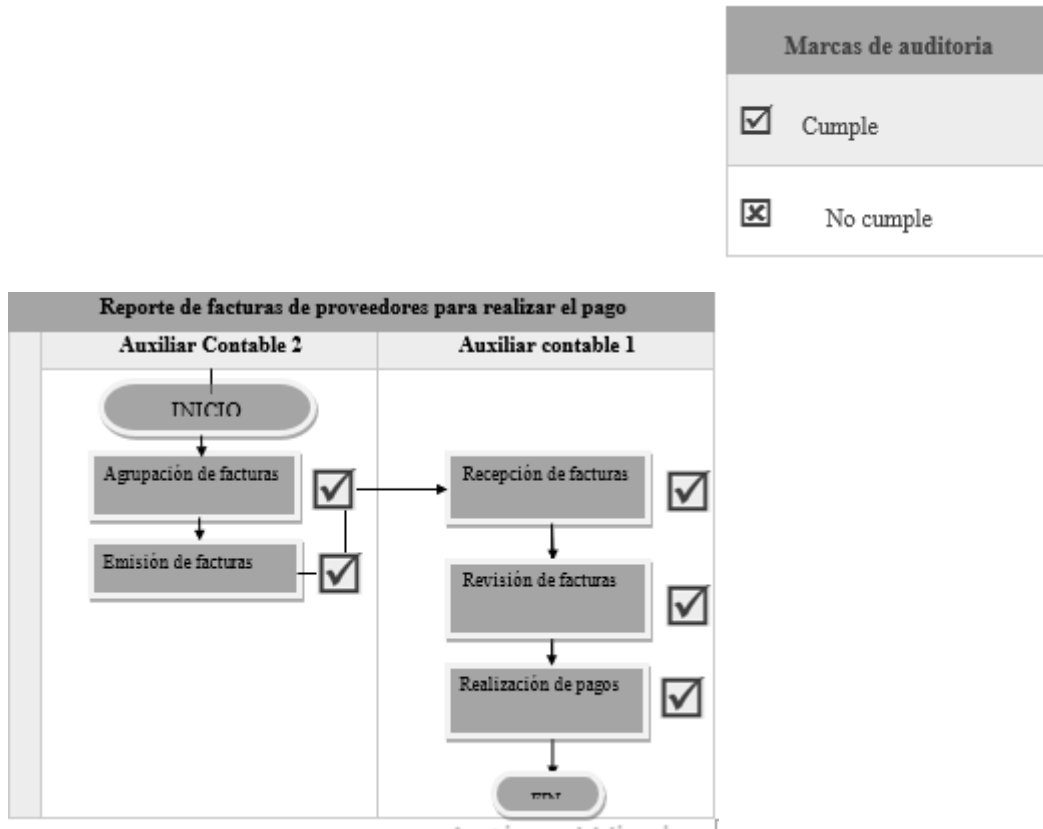 Marcas de auditoria
Cumple
No cumple
Reporte de facturas de proveedores para realizar el pago
Auxiliar Contable 2
Auxiliar contable 1
INICIO
Agrupación de facturas
Recepción de facturas
Emisión de facturas
Revisión de facturas
Realización de pagos
FIN